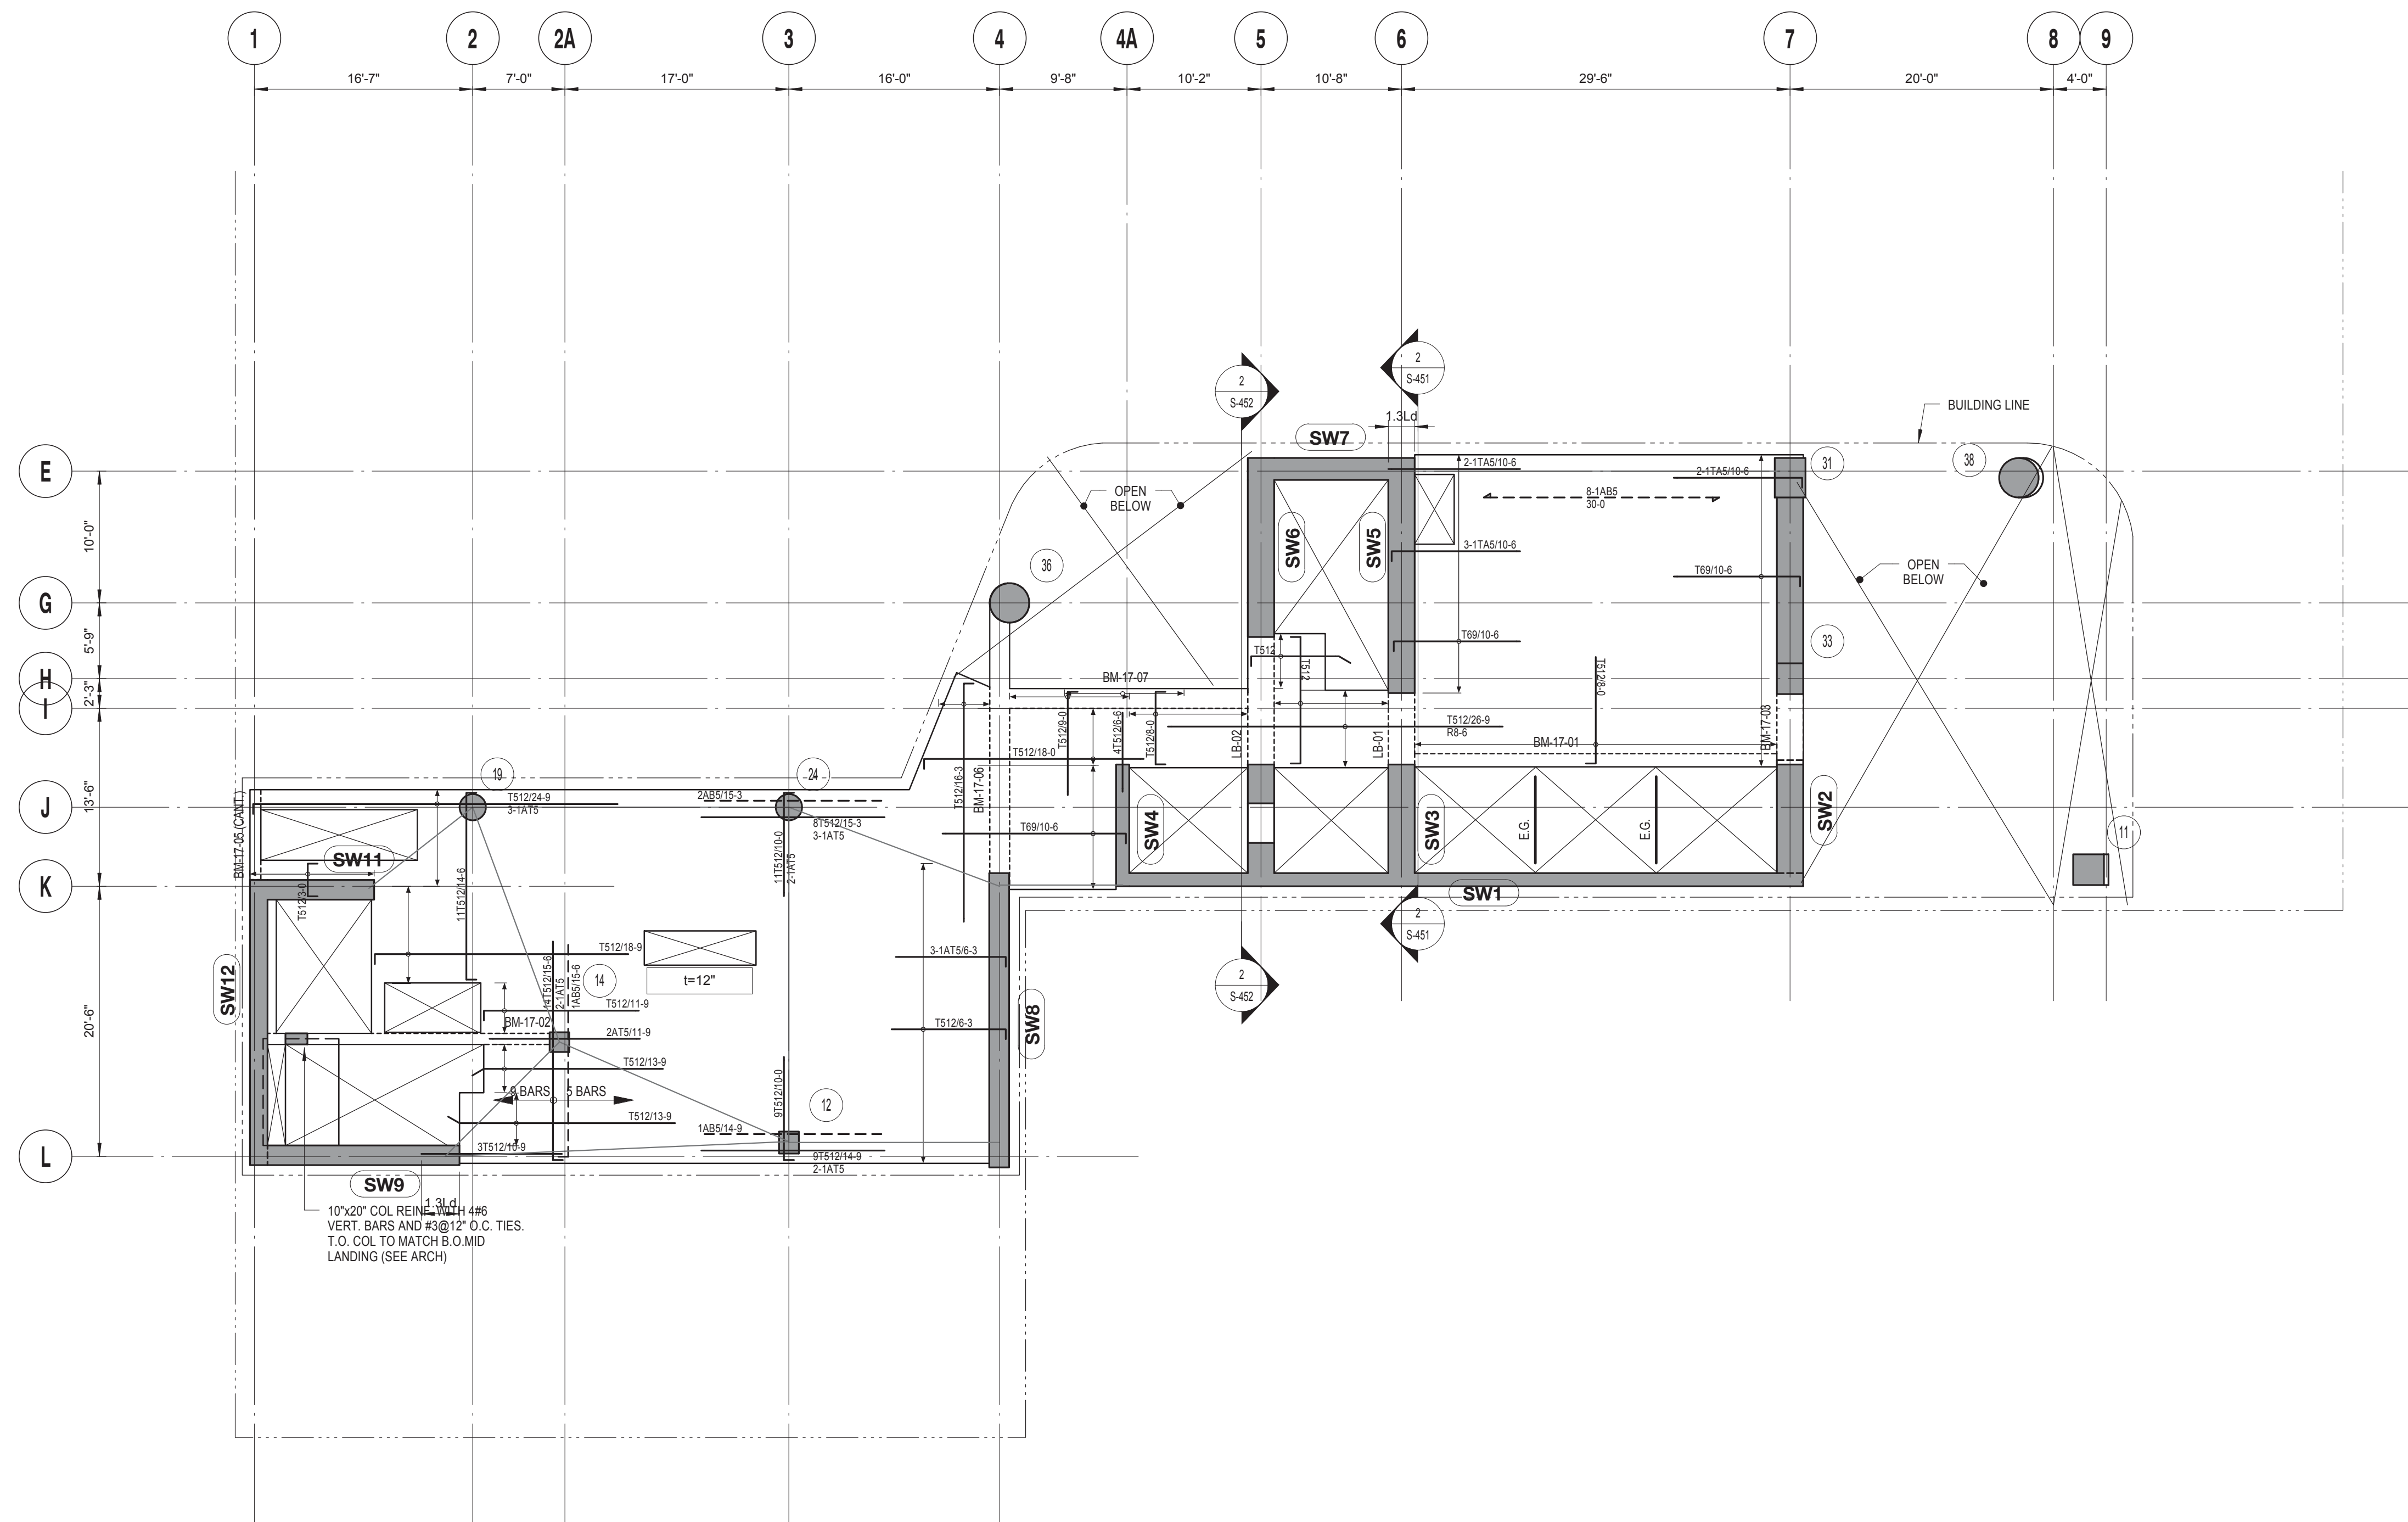 1
2
2A
3
4
4A
5
6
7
8
9
16'-7"
7'-0"
17'-0"
16'-0"
9'-8"
10'-2"
10'-8"
29'-6"
20'-0"
4'-0"
2
S-451
2
S-452
1.3Ld
BUILDING LINE
SW7
E
2-1TA5/10-6
2-1TA5/10-6
31
38
OPEN
BELOW
8-1AB5
30-0
10'-0"
SW6
SW5
3-1TA5/10-6
36
T69/10-6
OPEN
BELOW
G
5'-9"
T69/10-6
33
T512
T512
T512/8-0
H
BM-17-07
2'-3"
I
T512/9-0
4T512/6-6
T512/8-0
LB-02
LB-01
T512/26-9
R8-6
BM-17-01
BM-17-03
T512/18-0
13'-6"
19
24
T512/16-3
BM-17-06
J
BM-17-05 (CANT.)
T512/24-9
3-1AT5
2AB5/15-3
8T512/15-3
3-1AT5
T69/10-6
SW4
SW3
E.G.
E.G.
SW2
11
SW11
11T512/10-0
2-1AT5
K
T512/3-0
11T512/14-6
SW1
2
S-451
T512/18-9
3-1AT5/6-3
SW12
14T512/15-6
2-1AT5
1AB5/15-6
14
t=12"
2
S-452
T512/11-9
BM-17-02
2AT5/11-9
T512/6-3
SW8
20'-6"
T512/13-9
9 BARS
5 BARS
9T512/10-0
12
T512/13-9
1AB5/14-9
L
3T512/10-9
9T512/14-9
2-1AT5
SW9
1.3Ld
10"x20" COL REINF. WITH 4#6
VERT. BARS AND #3@12" O.C. TIES.
T.O. COL TO MATCH B.O.MID
LANDING (SEE ARCH)